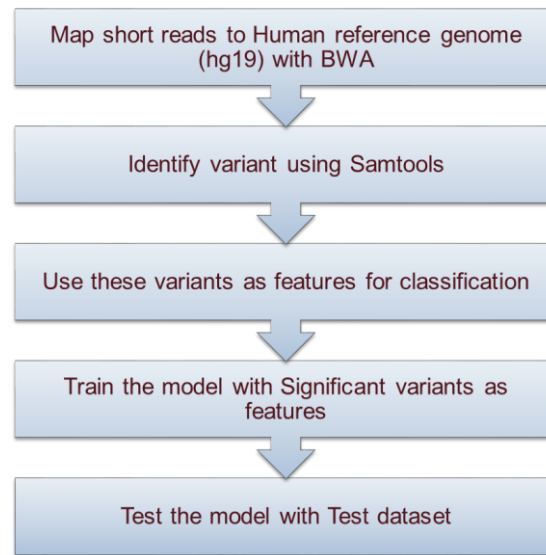 Map short reads to Human reference genome
(hg19) with BWA
Identify variant using Samtools
Use these variants as features for classification
Train the model with Significant variants as
features
Test the model with Test dataset